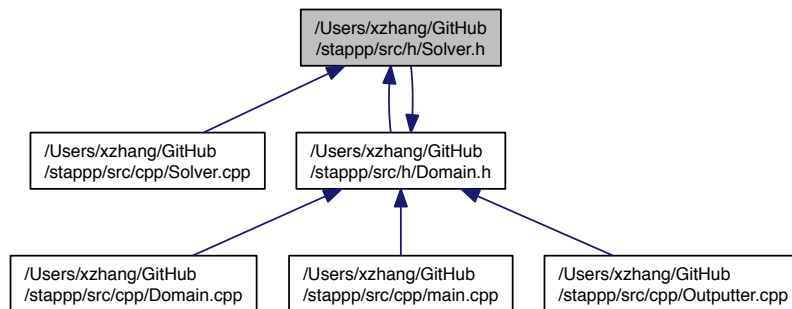 /Users/xzhang/GitHub
/stappp/src/h/Solver.h
/Users/xzhang/GitHub
/stappp/src/cpp/Solver.cpp
/Users/xzhang/GitHub
/stappp/src/h/Domain.h
/Users/xzhang/GitHub
/stappp/src/cpp/Domain.cpp
/Users/xzhang/GitHub
/stappp/src/cpp/main.cpp
/Users/xzhang/GitHub
/stappp/src/cpp/Outputter.cpp